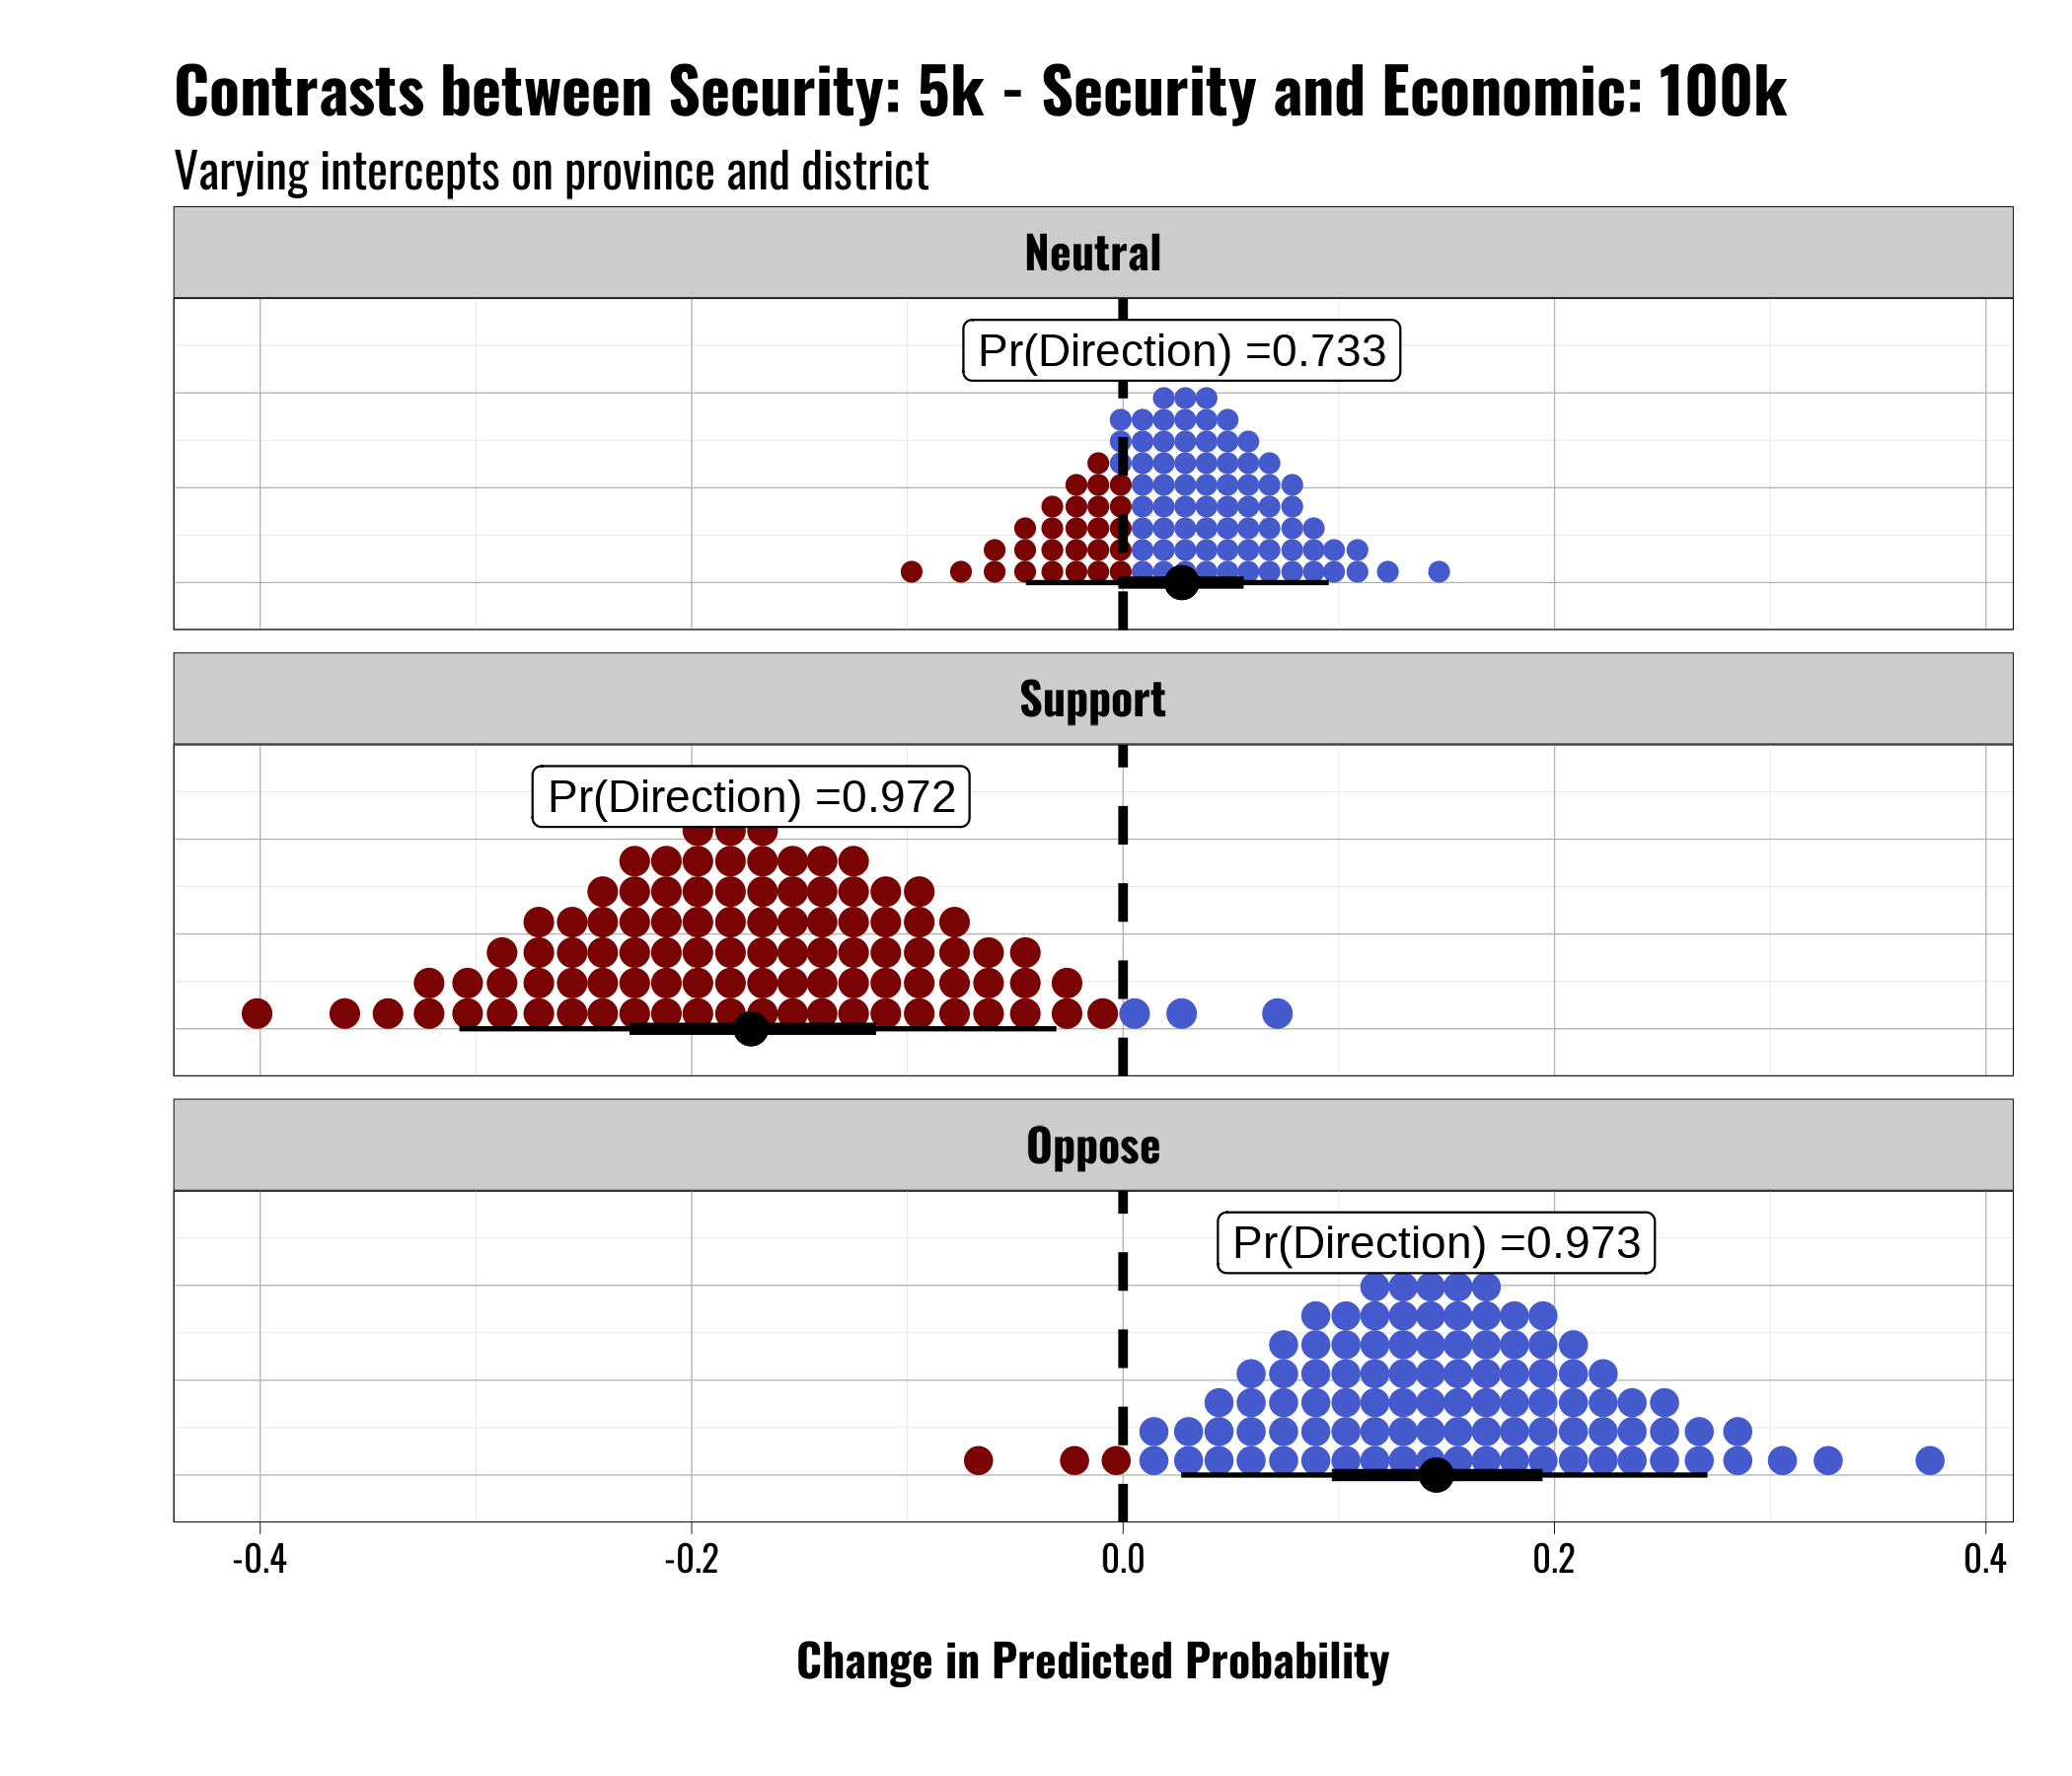 Contrasts between Security: 5k - Security and Economic: 100k
Varying intercepts on province and district
Neutral
Pr(Direction) =0.733
Support
Pr(Direction) =0.972
Oppose
Pr(Direction) =0.973
-0.4 -0.2 0.0 0.2 0.4
Change in Predicted Probability